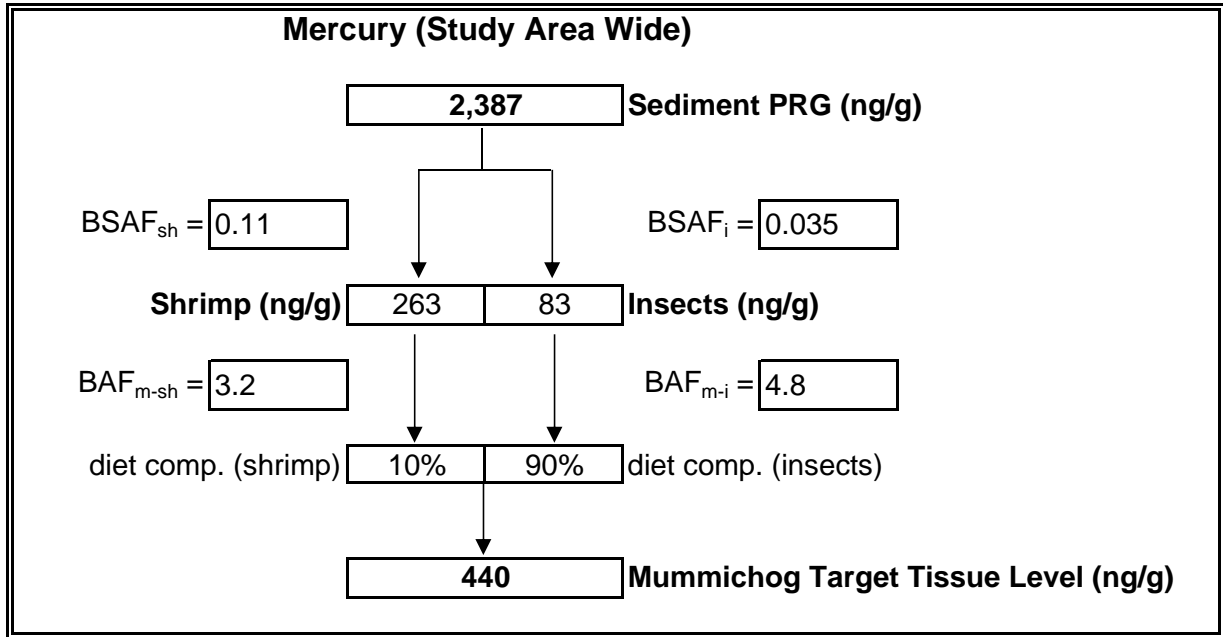 Mercury (Study Area Wide)
2,387 Sediment PRG (ng/g)
BSAFsh = 0.11 BSAFi = 0.035
Shrimp (ng/g) 263 83 Insects (ng/g)
BAFm-sh = 3.2 BAFm-i = 4.8
diet comp. (shrimp) 10% 90% diet comp. (insects)
440 Mummichog Target Tissue Level (ng/g)